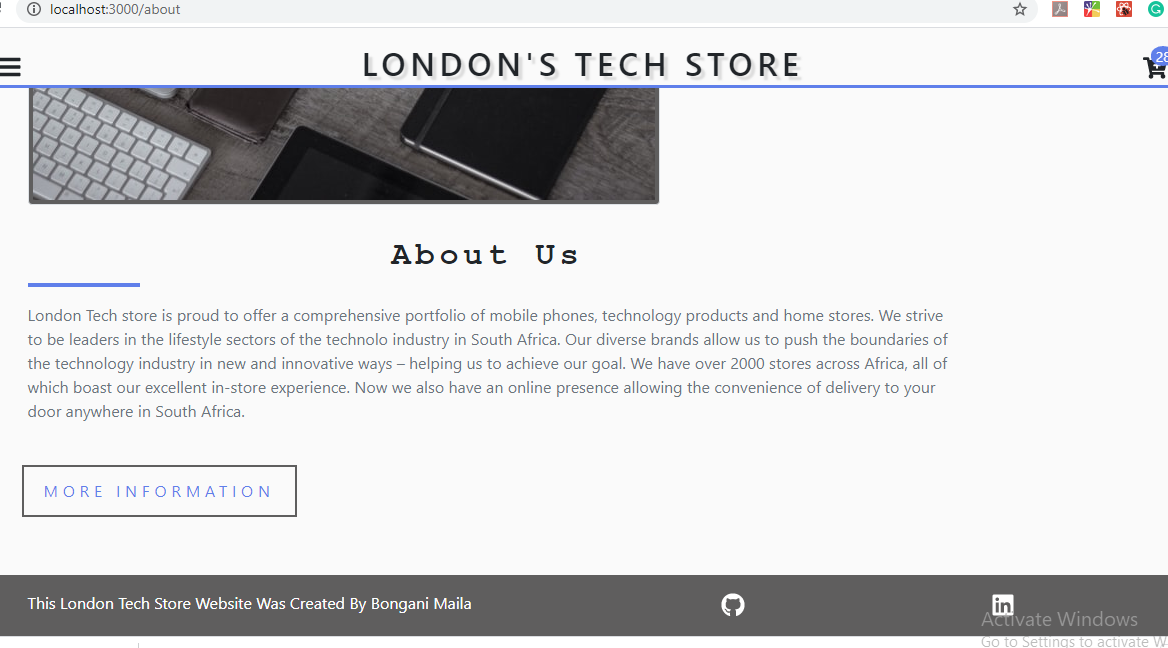 localhost:3000/about
LONDON'S TECH STORE
28
About Us
London Tech store is proud to offer a comprehensive portfolio of mobile phones, technology products and home stores. We strive
to be leaders in the lifestyle sectors of the technolo industry in South Africa. Our diverse brands allow us to push the boundaries of
the technology industry in new and innovative ways – helping us to achieve our goal. We have over 2000 stores across Africa, all of
which boast our excellent in-store experience. Now we also have an online presence allowing the convenience of delivery to your
door anywhere in South Africa.
MORE INFORMATION
This London Tech Store Website Was Created By Bongani Maila
in
Activate Windows
Go to Settings to activate W